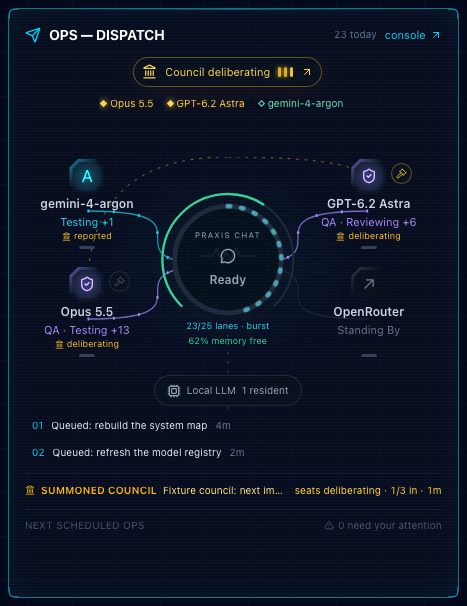 OPS — DISPATCH
23 today
console
Council deliberating
Opus 5.5
GPT-6.2 Astra
gemini-4-argon
A
gemini-4-argon
Testing +1
reported
GPT-6.2 Astra
QA · Reviewing +6
deliberating
PRAXIS CHAT
Ready
Opus 5.5
QA · Testing +13
deliberating
OpenRouter
Standing By
23/25 lanes · burst
62% memory free
Local LLM 1 resident
01 Queued: rebuild the system map 4m
02 Queued: refresh the model registry 2m
SUMMONED COUNCIL Fixture council: next im... seats deliberating · 1/3 in · 1m
NEXT SCHEDULED OPS
0 need your attention